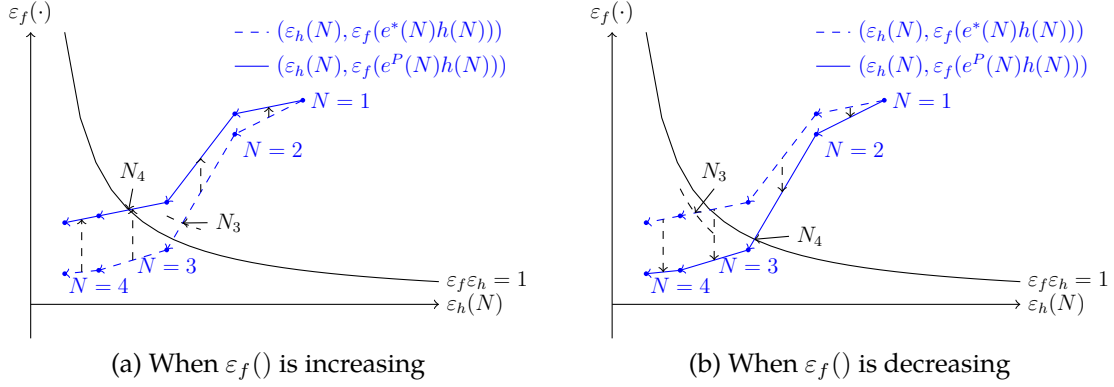 ε_f(·)
(ε_h(N), ε_f(e*(N)h(N)))
(ε_h(N), ε_f(e^P(N)h(N)))
N = 1
N = 2
N_4
N_3
N = 3
N = 4
ε_f ε_h = 1
ε_h(N)
(a) When ε_f() is increasing
ε_f(·)
(ε_h(N), ε_f(e*(N)h(N)))
(ε_h(N), ε_f(e^P(N)h(N)))
N = 1
N = 2
N_3
N_4
N = 3
N = 4
ε_f ε_h = 1
ε_h(N)
(b) When ε_f() is decreasing